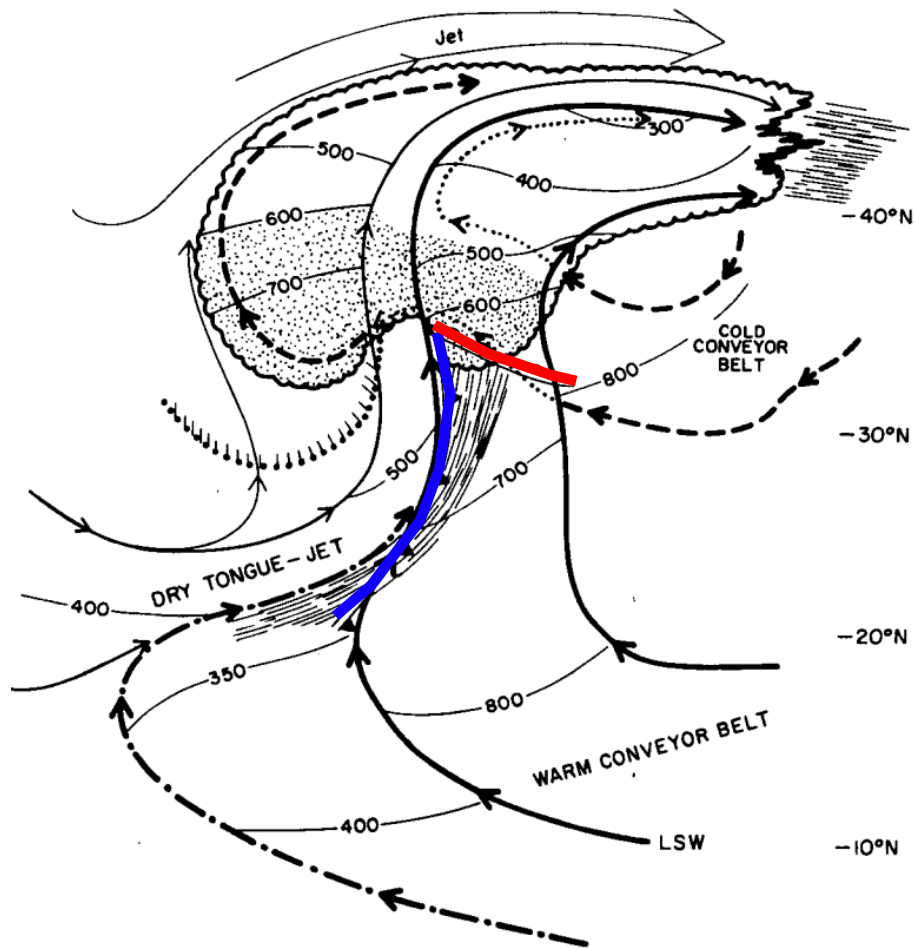 Jet
300
500
400
600
-40°N
500
700
600
COLD
CONVEYOR
BELT
800
-30°N
500
700
DRY TONGUE-JET
400
-20°N
350
800
WARM CONVEYOR BELT
400
LSW
-10°N